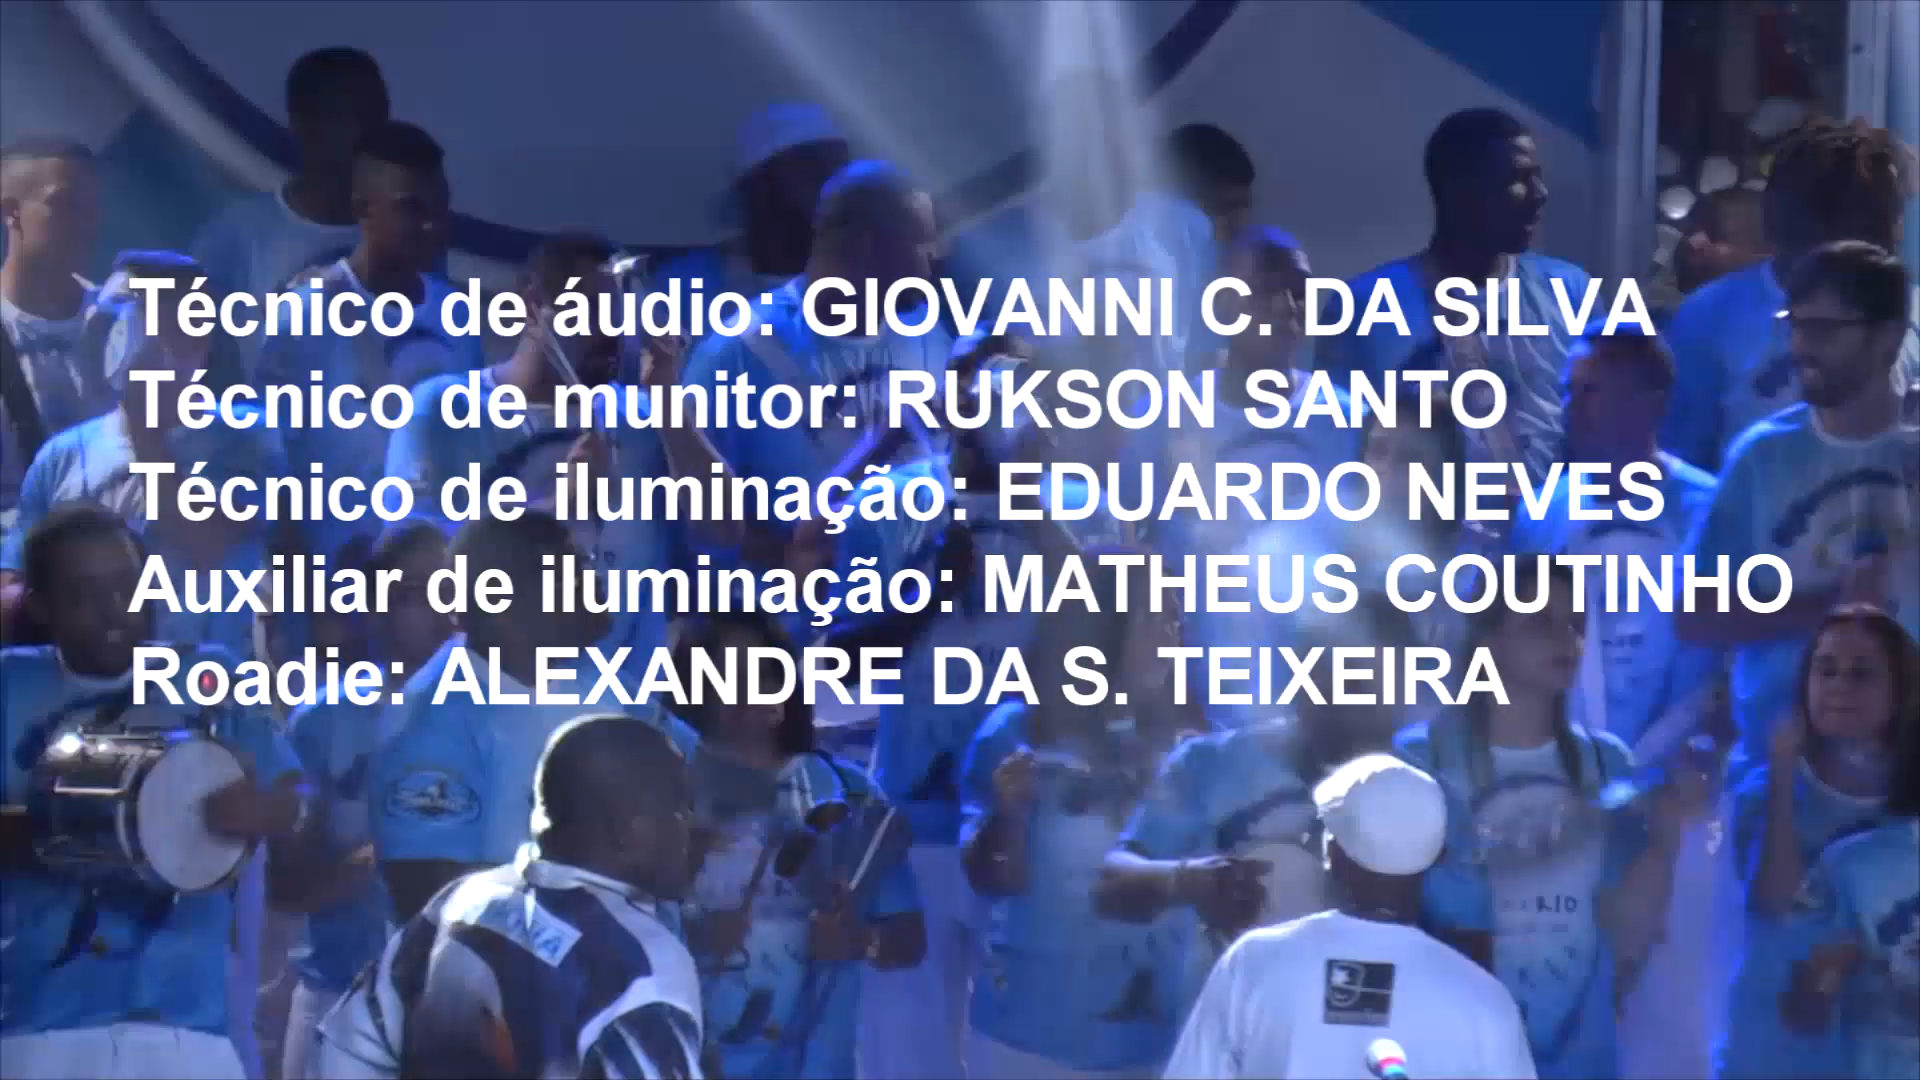 Técnico de áudio: GIOVANNI C. DA SILVA
Técnico de munitor: RUKSON SANTO
Técnico de iluminação: EDUARDO NEVES
Auxiliar de iluminação: MATHEUS COUTINHO
Roadie: ALEXANDRE DA S. TEIXEIRA